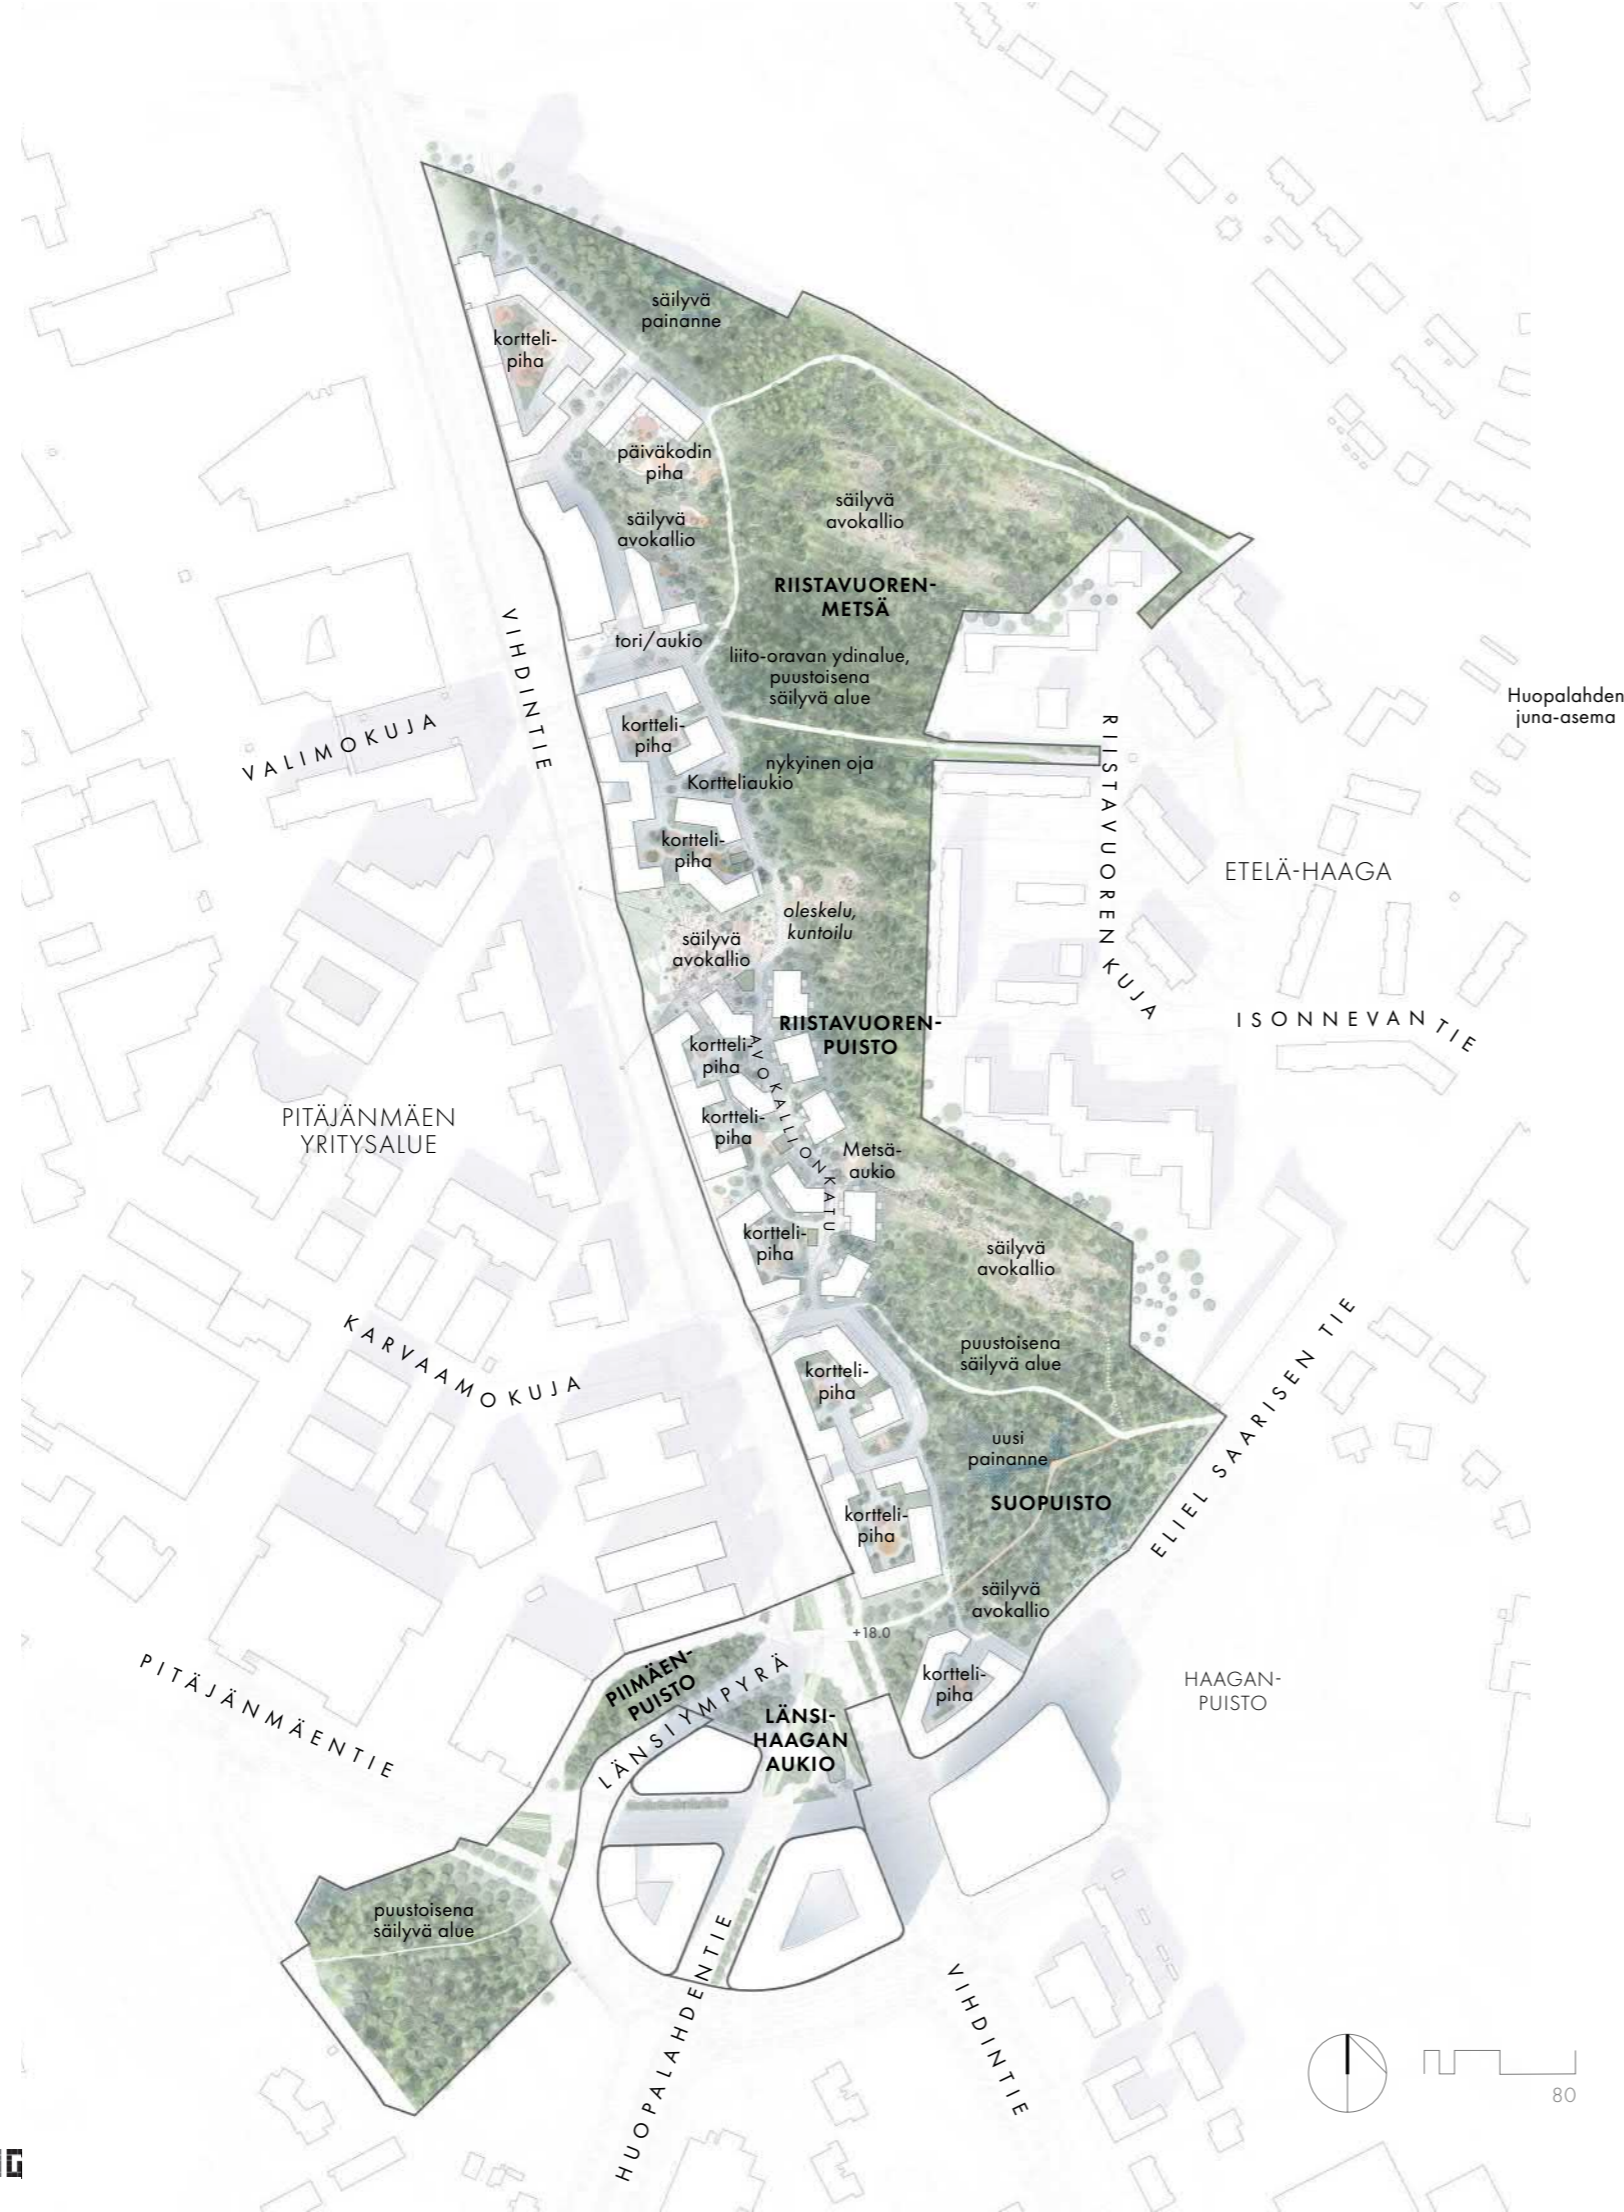 säilyvä
painanne
kortteli-
piha
päiväkodin
piha
säilyvä
avokallio
säilyvä
avokallio
RIISTAVUOREN-
METSÄ
VIHDINTIE
tori/aukio
liito-oravan ydinalue,
puustoisena
säilyvä alue
Huopalahden
juna-asema
VALIMOKUJA
kortteli-
piha
RIISTAVUORENKUJA
nykyinen oja
Kortteliaukio
kortteli-
piha
ETELÄ-HAAGA
oleskelu,
kuntoilu
säilyvä
avokallio
ISONNEVANTIE
RIISTAVUOREN-
PUISTO
kortteli-
piha
AVOKALLIONKATU
PITÄJÄNMÄEN
YRITYSALUE
kortteli-
piha
Metsä-
aukio
kortteli-
piha
säilyvä
avokallio
KARVAAMOKUJA
puustoisena
säilyvä alue
kortteli-
piha
ELIEL SAARISEN TIE
uusi
painanne
SUOPUISTO
kortteli-
piha
säilyvä
avokallio
+18.0
PITÄJÄNMÄENTIE
PIIMÄEN-
PUISTO
LÄNSIYMPYRÄ
kortteli-
piha
HAAGAN-
PUISTO
LÄNSI-
HAAGAN
AUKIO
puustoisena
säilyvä alue
HUOPALAHDENTIE
VIHDINTIE
80